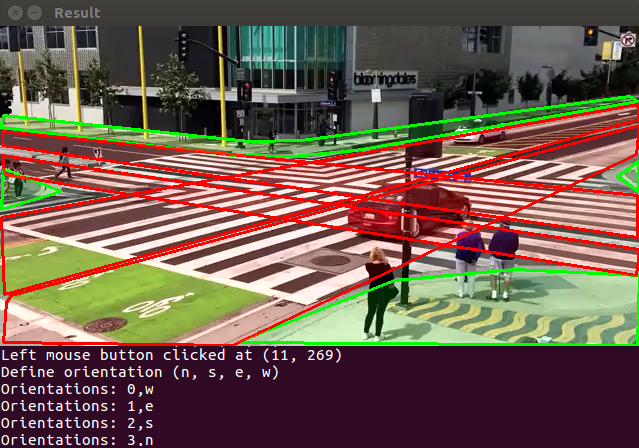 Result
bloomingdales
Left mouse button clicked at (11, 269)
Define orientation (n, s, e, w)
Orientations: 0,w
Orientations: 1,e
Orientations: 2,s
Orientations: 3,n